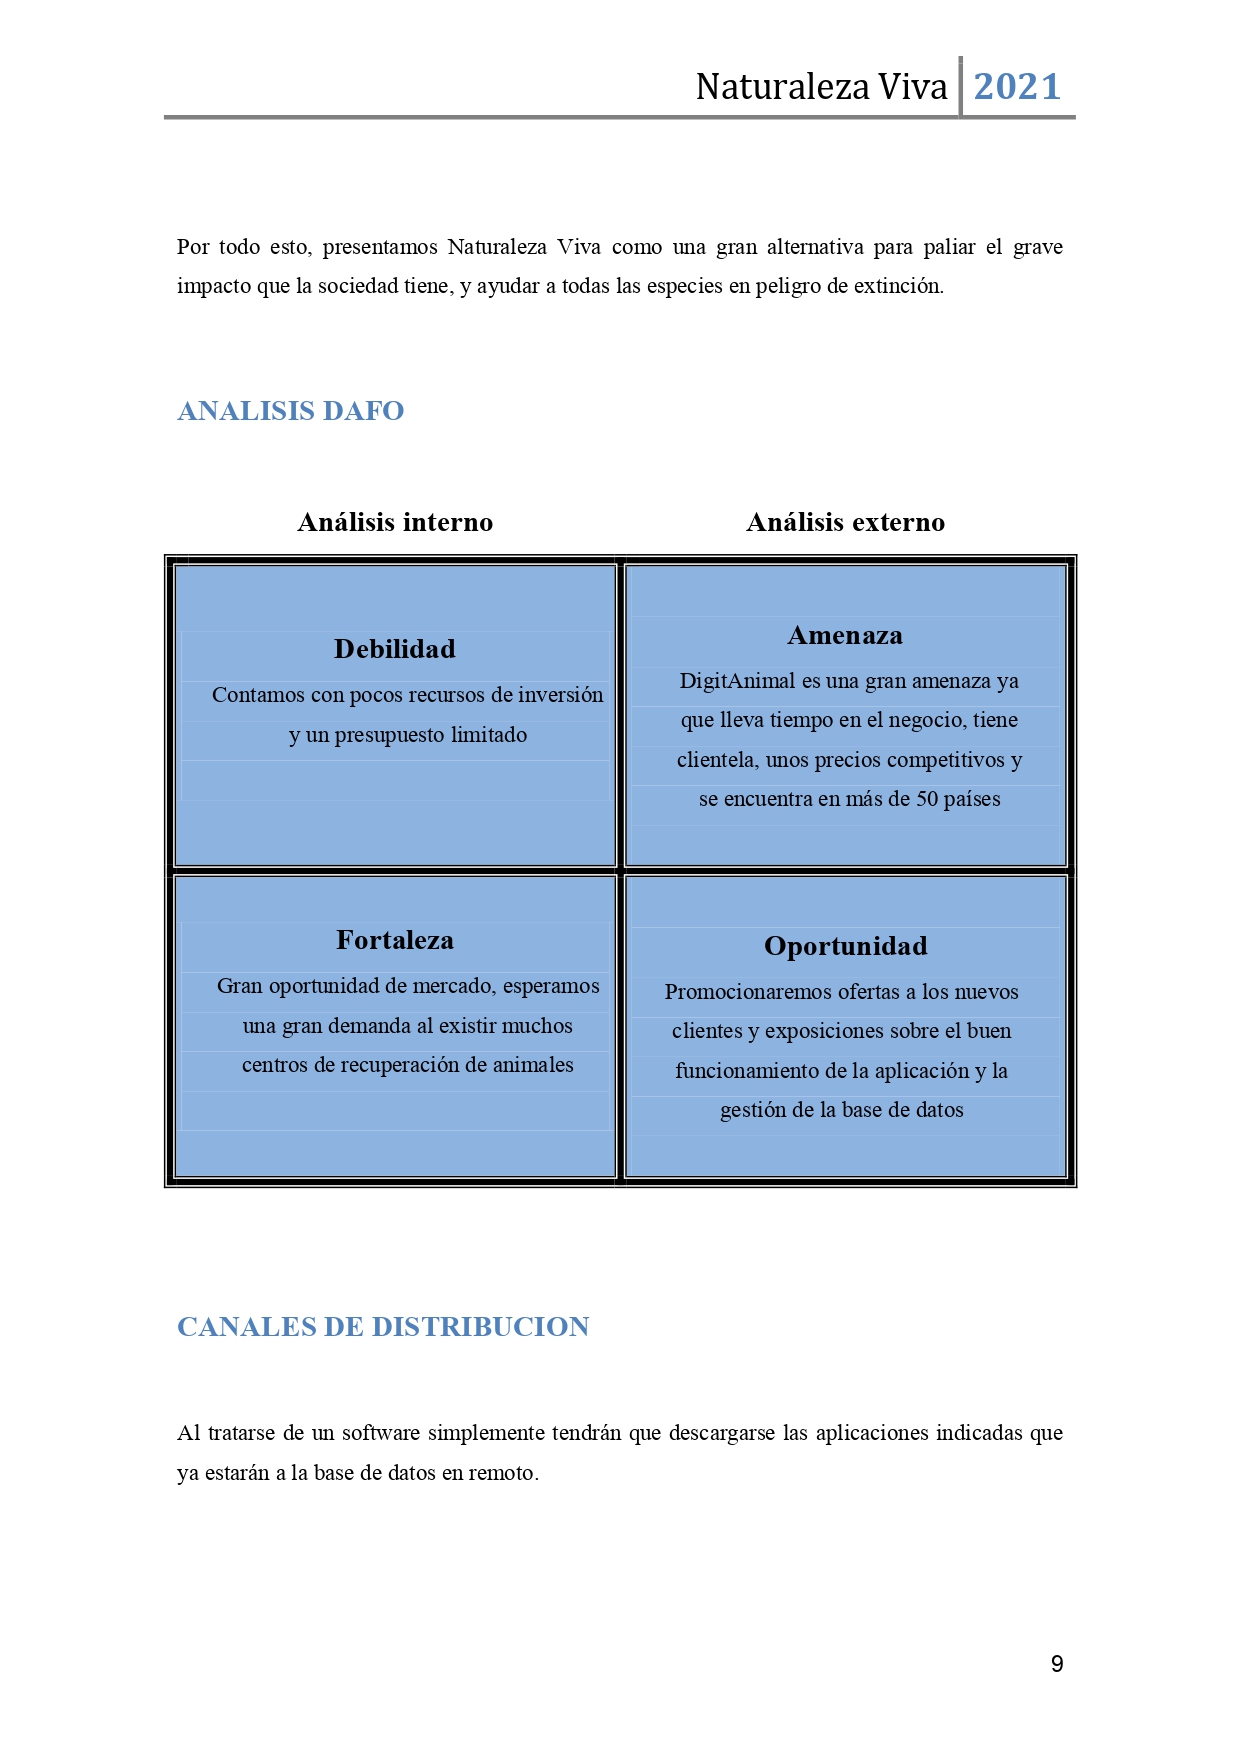 Naturaleza Viva 2021
Por todo esto, presentamos Naturaleza Viva como una gran alternativa para paliar el grave
impacto que la sociedad tiene, y ayudar a todas las especies en peligro de extinción.
ANALISIS DAFO
Análisis interno
Análisis externo
Debilidad
Contamos con pocos recursos de inversión
y un presupuesto limitado
Amenaza
DigitAnimal es una gran amenaza ya
que lleva tiempo en el negocio, tiene
clientela, unos precios competitivos y
se encuentra en más de 50 países
Fortaleza
Gran oportunidad de mercado, esperamos
una gran demanda al existir muchos
centros de recuperación de animales
Oportunidad
Promocionaremos ofertas a los nuevos
clientes y exposiciones sobre el buen
funcionamiento de la aplicación y la
gestión de la base de datos
CANALES DE DISTRIBUCION
Al tratarse de un software simplemente tendrán que descargarse las aplicaciones indicadas que
ya estarán a la base de datos en remoto.
9